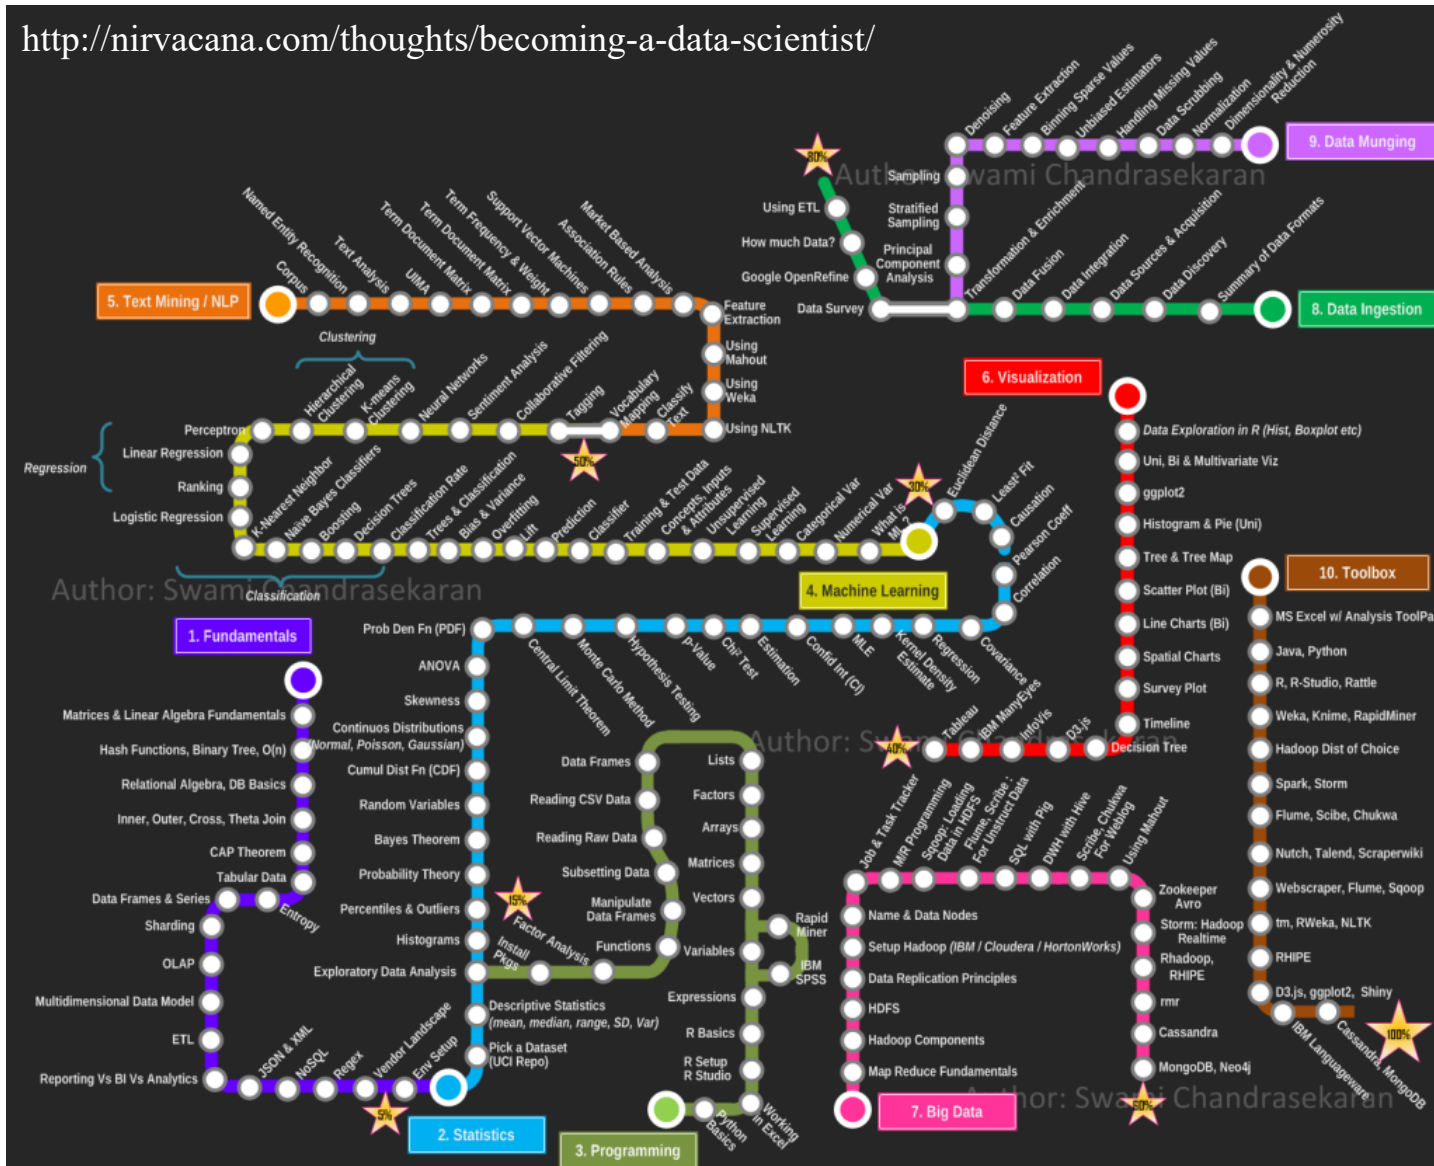 http://nirvacana.com/thoughts/becoming-a-data-scientist/
Author: Swami Chandrasekaran
9. Data Munging
Denoising
Feature Extraction
Binning Sparse Values
Unbiased Estimators
Handling Missing Values
Data Scrubbing
Normalization
Dimensionality & Numerosity
Reduction
Sampling
Stratified
Sampling
Principal
Component
Analysis
80%
Using ETL
How much Data?
Google OpenRefine
Data Survey
Transformation & Enrichment
Data Fusion
Data Integration
Data Sources & Acquisition
Data Discovery
Summary of Data Formats
8. Data Ingestion
5. Text Mining / NLP
Corpus
Named Entity Recognition
Text Analysis
UIMA
Term Document Matrix
Term Document Matrix
Term Frequency & Weight
Support Vector Machines
Association Rules
Market Based Analysis
Feature
Extraction
Using
Mahout
Using
Weka
Using NLTK
Classify
Text
Vocabulary
Mapping
50%
Tagging
Collaborative Filtering
Sentiment Analysis
Neural Networks
Clustering
K-means
Clustering
Hierarchical
Clustering
Regression
Perceptron
Linear Regression
Ranking
Logistic Regression
K-Nearest Neighbor
Naive Bayes Classifiers
Boosting
Decision Trees
Classification
Classification Rate
Trees & Classification
Bias & Variance
Overfitting
Lift
Prediction
Classifier
Training & Test Data
Concepts, Inputs
& Attributes
Unsupervised
Learning
Supervised
Learning
Categorical Var
Numerical Var
What is
ML?
30%
4. Machine Learning
Author: Swami Chandrasekaran
6. Visualization
Data Exploration in R (Hist, Boxplot etc)
Uni, Bi & Multivariate Viz
ggplot2
Histogram & Pie (Uni)
Tree & Tree Map
Scatter Plot (Bi)
Line Charts (Bi)
Spatial Charts
Survey Plot
Timeline
Decision Tree
D3.js
InfoVis
IBM ManyEyes
Tableau
40%
Author: Swami Chandrasekaran
10. Toolbox
MS Excel w/ Analysis ToolPa
Java, Python
R, R-Studio, Rattle
Weka, Knime, RapidMiner
Hadoop Dist of Choice
Spark, Storm
Flume, Scibe, Chukwa
Nutch, Talend, Scraperwiki
Webscraper, Flume, Sqoop
tm, RWeka, NLTK
RHIPE
D3.js, ggplot2, Shiny
IBM Languageware
Cassandra, MongoDB
100%
1. Fundamentals
Matrices & Linear Algebra Fundamentals
Hash Functions, Binary Tree, O(n)
Relational Algebra, DB Basics
Inner, Outer, Cross, Theta Join
CAP Theorem
Tabular Data
Entropy
Data Frames & Series
Sharding
OLAP
Multidimensional Data Model
ETL
Reporting Vs BI Vs Analytics
JSON & XML
NoSQL
Regex
Vendor Landscape
Env Setup
5%
2. Statistics
Pick a Dataset
(UCI Repo)
Descriptive Statistics
(mean, median, range, SD, Var)
Exploratory Data Analysis
Histograms
Percentiles & Outliers
Probability Theory
Bayes Theorem
Random Variables
Cumul Dist Fn (CDF)
Continuos Distributions
(Normal, Poisson, Gaussian)
Skewness
ANOVA
Prob Den Fn (PDF)
Central Limit Theorem
Monte Carlo Method
Hypothesis Testing
p-Value
Chi² Test
Estimation
Confid Int (CI)
MLE
Kernel Density
Estimate
Regression
Covariance
Correlation
Pearson Coeff
Causation
Least² Fit
Euclidean Distance
3. Programming
Python
Basics
Working
in Excel
R Setup
R Studio
R Basics
Expressions
IBM
SPSS
Rapid
Miner
Variables
Vectors
Matrices
Arrays
Factors
Lists
Data Frames
Reading CSV Data
Reading Raw Data
Subsetting Data
Manipulate
Data Frames
Functions
Factor Analysis
Install
Pkgs
15%
7. Big Data
Map Reduce Fundamentals
Hadoop Components
HDFS
Data Replication Principles
Setup Hadoop (IBM / Cloudera / HortonWorks)
Name & Data Nodes
Job & Task Tracker
M/R Programming
Sqoop: Loading
Data in HDFS
Flume, Scribe :
For Unstruct Data
SQL with Pig
DWH with Hive
Scribe, Chukwa
For Weblog
Using Mahout
Zookeeper
Avro
Storm: Hadoop
Realtime
Rhadoop,
RHIPE
rmr
Cassandra
MongoDB, Neo4j
60%
Author: Swami Chandrasekaran